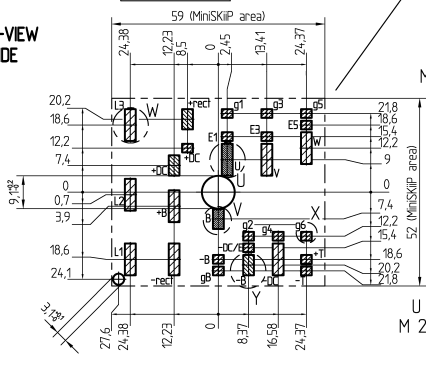 59 (MiniSKiiP area)
-VIEW
DE
24,38
12,23
8,5
0
2,45
13,41
24,37
M
20,2
18,6
12,2
7,4
0
0,7
3,9
18,6
24,1
L3
W
+rect
g1
g3
g5
21,8
18,6
15,4
12,2
9
0
7,4
12,2
15,4
18,6
20,2
21,8
52 (MiniSKiiP area)
E1
E3
E5
+DC
+DC
U
V
W
U
L2
+B
B
V
X
g2
g4
g6
L1
-DC/E
-B
+T
-rect
gB
-B
-DC
-T
Y
27,6
24,38
12,23
0
8,37
16,58
24,37
U
M 2